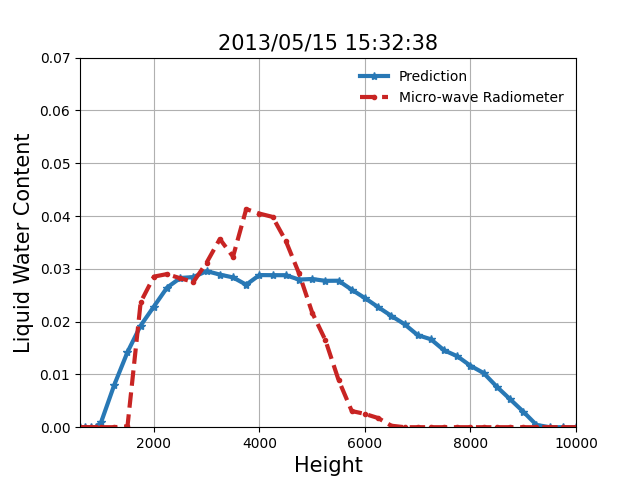 2013/05/15 15:32:38
Prediction
Micro-wave Radiometer
Liquid Water Content
0.07
0.06
0.05
0.04
0.03
0.02
0.01
0.00
2000 4000 6000 8000 10000
Height